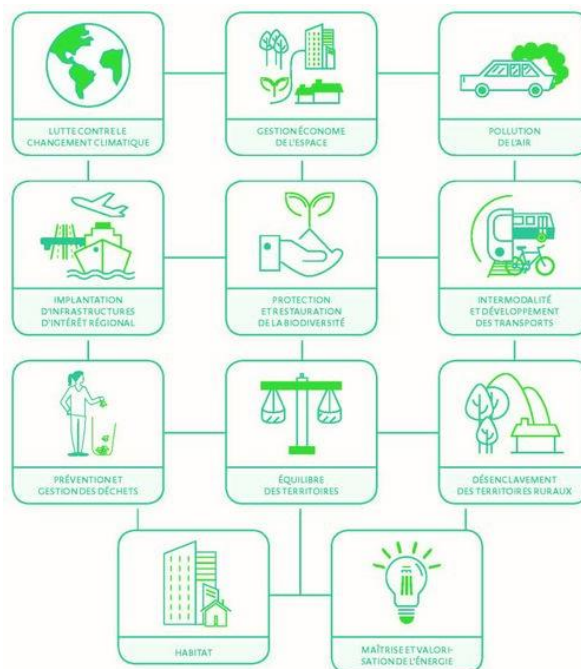 LUTTE CONTRE LE
CHANGEMENT CLIMATIQUE
GESTION ÉCONOME
DE L'ESPACE
POLLUTION
DE L'AIR
IMPLANTATION
D'INFRASTRUCTURES
D'INTÉRÊT RÉGIONAL
PROTECTION
ET RESTAURATION
DE LA BIODIVERSITÉ
INTERMODALITÉ
ET DÉVELOPPEMENT
DES TRANSPORTS
PRÉVENTION ET
GESTION DES DÉCHETS
ÉQUILIBRE
DES TERRITOIRES
DÉSENCLAVEMENT
DES TERRITOIRES RURAUX
HABITAT
MAÎTRISE ET VALORI-
SATION DE L'ÉNERGIE